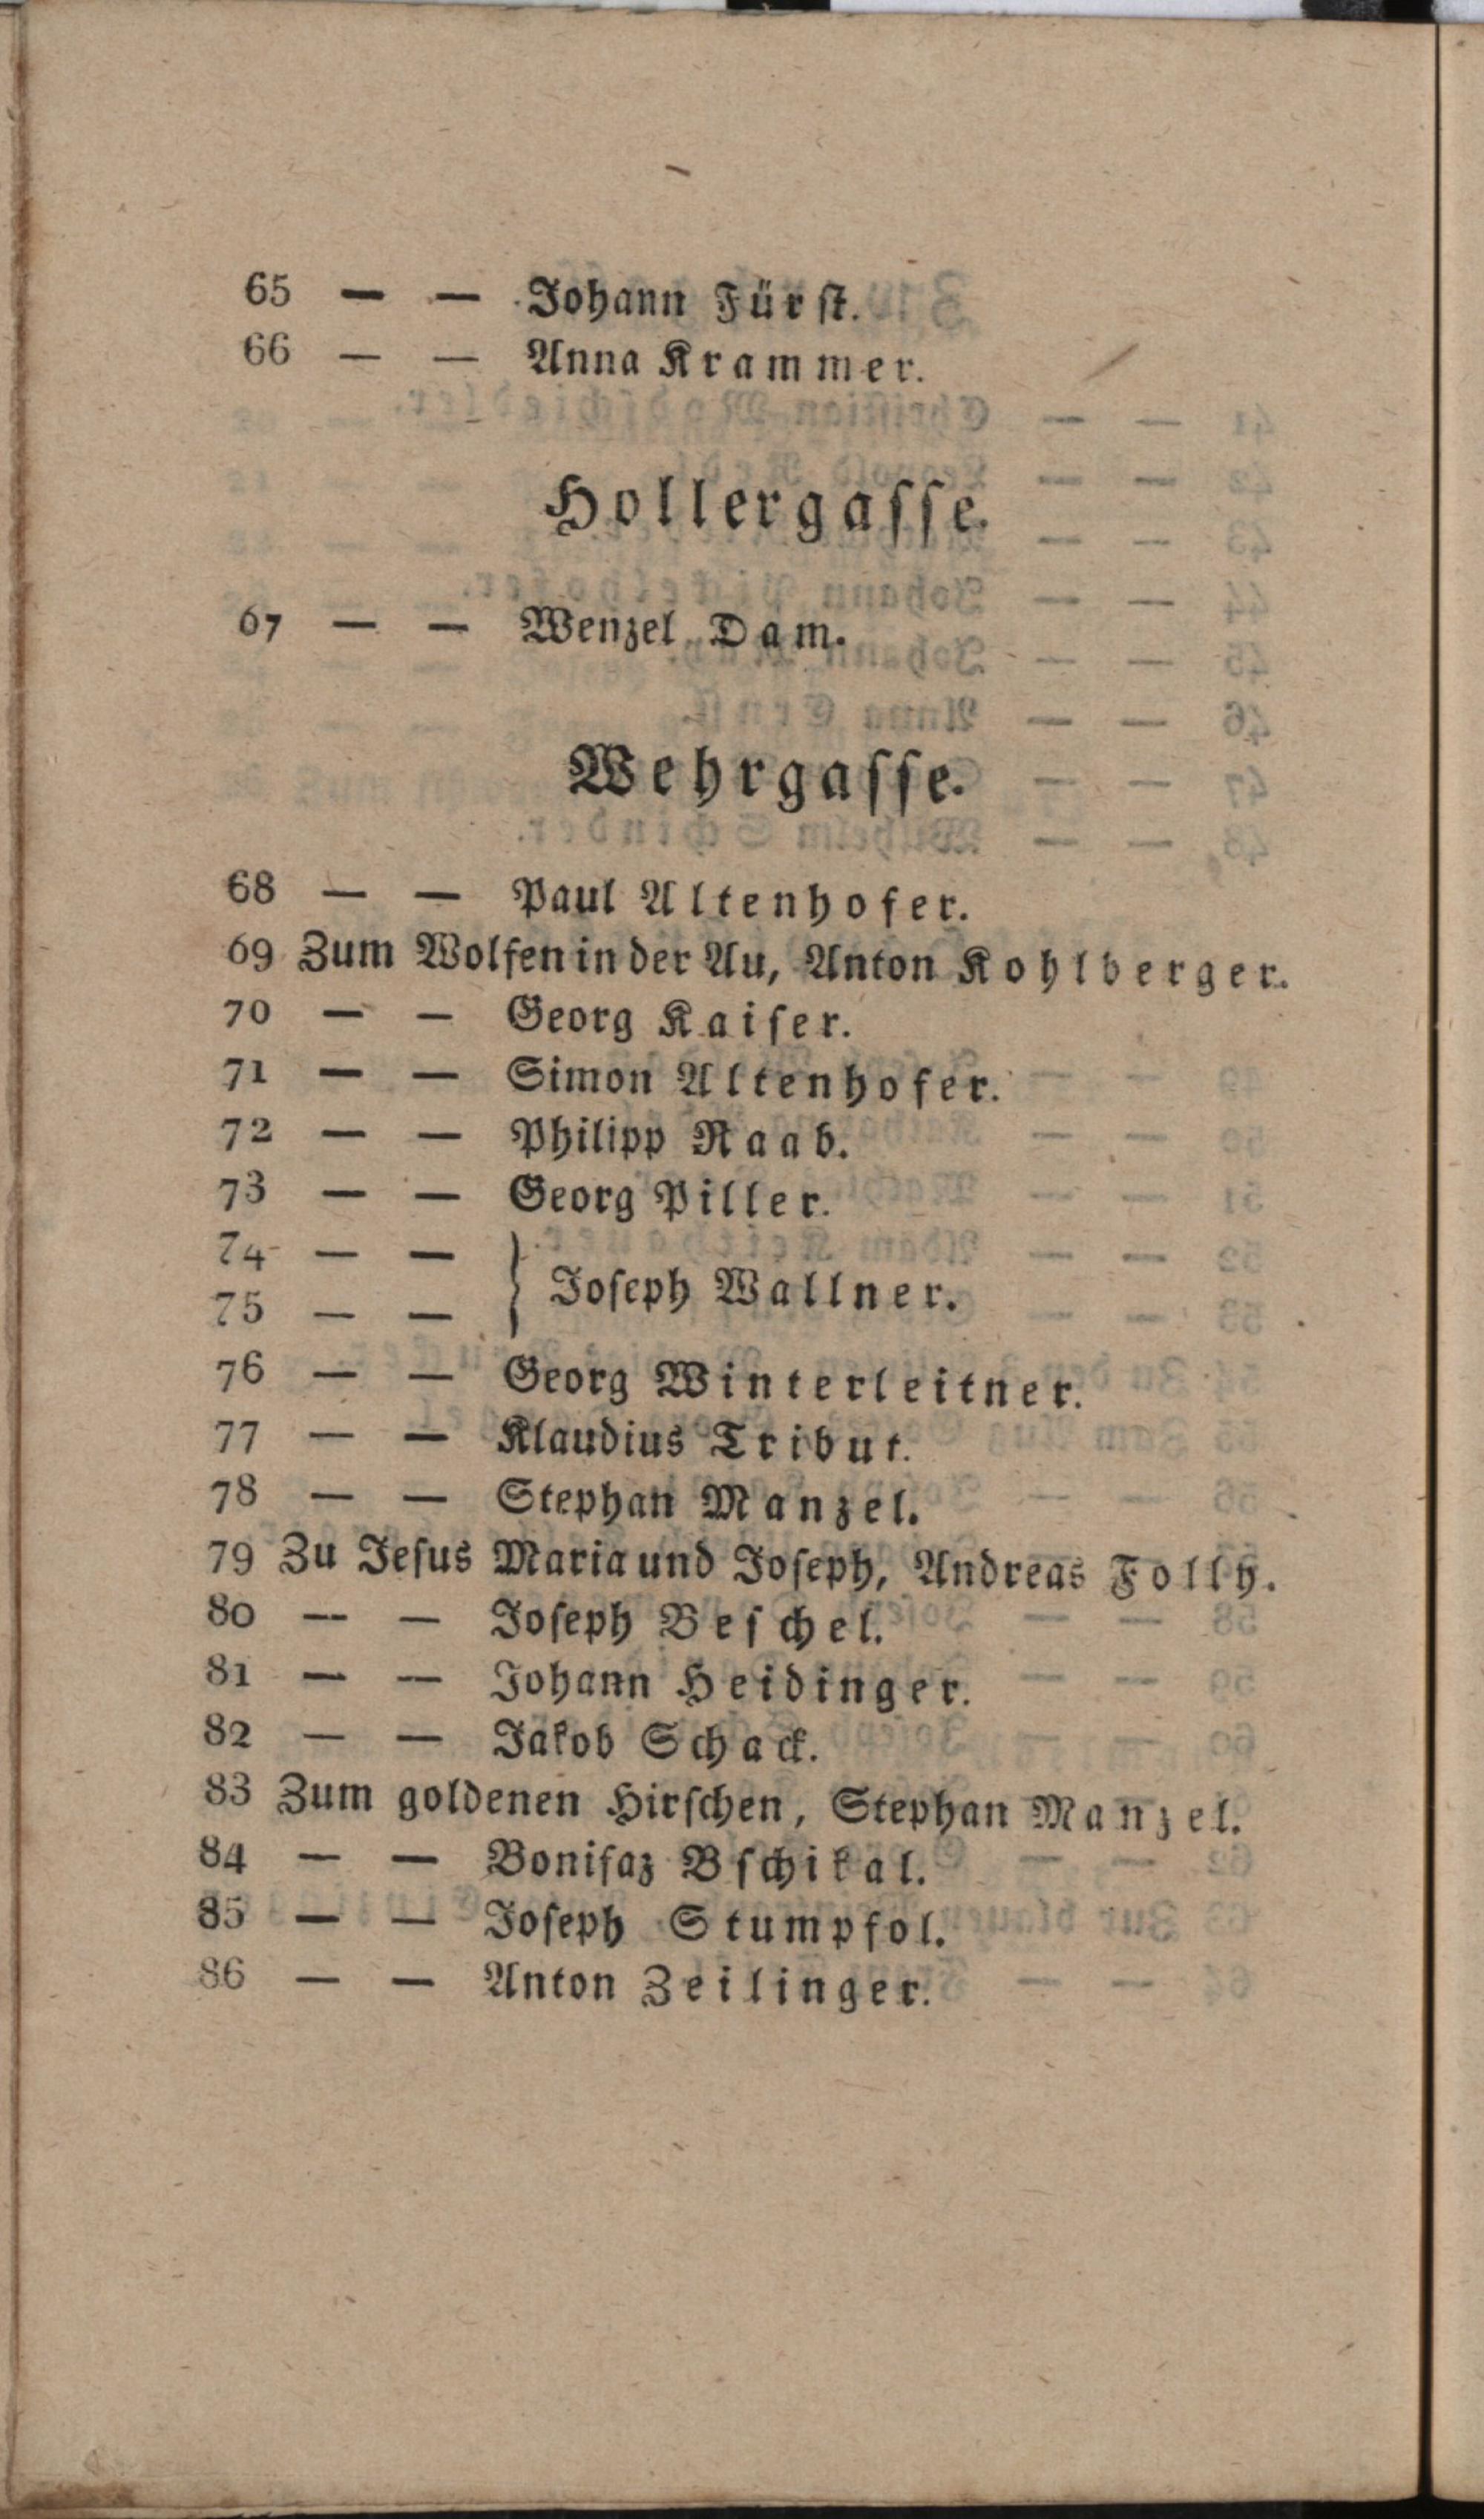 65 — — Johann Fürst.
66 — — Anna Krammer.
Hollergasse.
67 — — Wenzel Dam.
Wehrgasse.
68 — — Paul Altenhofer.
69 Zum Wolfen in der Au, Anton Kohlberger.
70 — — Georg Kaiser.
71 — — Simon Altenhofer.
72 — — Philipp Raab.
73 — — Georg Piller.
74 — —
75 — — } Joseph Wallner.
76 — — Georg Winterleitner.
77 — — Klaudius Tribut.
78 — — Stephan Manzel.
79 Zu Jesus Maria und Joseph, Andreas Folly.
80 — — Joseph Beschel.
81 — — Johann Heidinger.
82 — — Jakob Schack.
83 Zum goldenen Hirschen, Stephan Manzel.
84 — — Bonifaz Bschikal.
85 — — Joseph Stumpfol.
86 — — Anton Zeilinger.